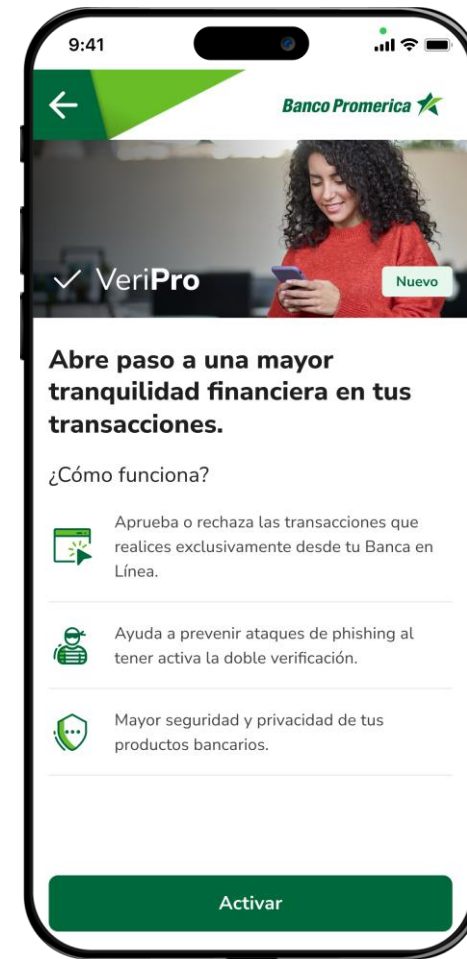 9:41
Banco Promerica
VeriPro
Nuevo
Abre paso a una mayor
tranquilidad financiera en tus
transacciones.
¿Cómo funciona?
Aprueba o rechaza las transacciones que
realices exclusivamente desde tu Banca en
Línea.
Ayuda a prevenir ataques de phishing al
tener activa la doble verificación.
Mayor seguridad y privacidad de tus
productos bancarios.
Activar